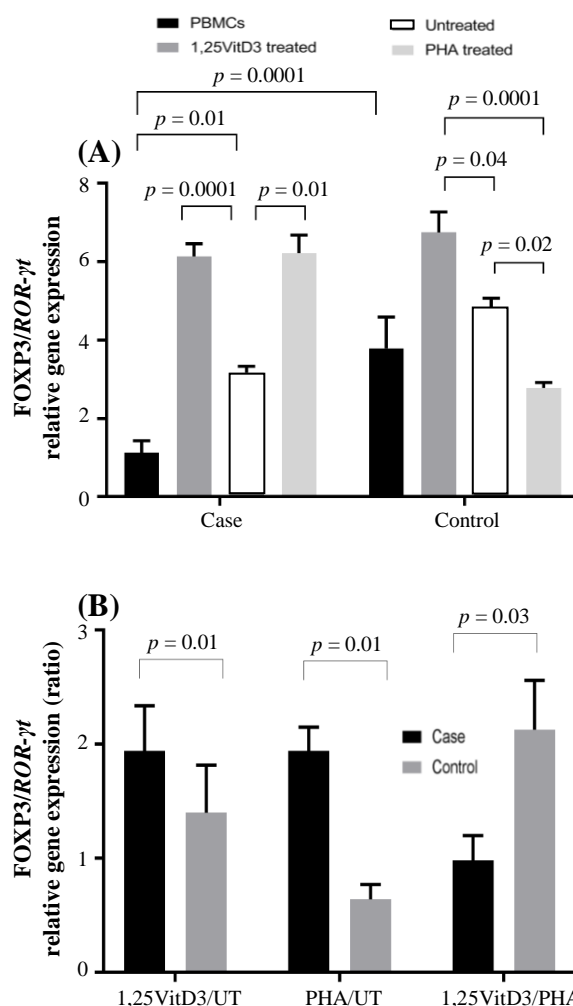 PBMCs
Untreated
1,25VitD3 treated
PHA treated
p = 0.0001
p = 0.0001
p = 0.01
(A)
p = 0.04
p = 0.0001
p = 0.01
p = 0.02
8
6
4
2
0
FOXP3/ROR-γt
relative gene expression
Case
Control
(B)
p = 0.01
p = 0.01
p = 0.03
3
2
1
0
FOXP3/ROR-γt
relative gene expression (ratio)
Case
Control
1,25VitD3/UT
PHA/UT
1,25VitD3/PHA